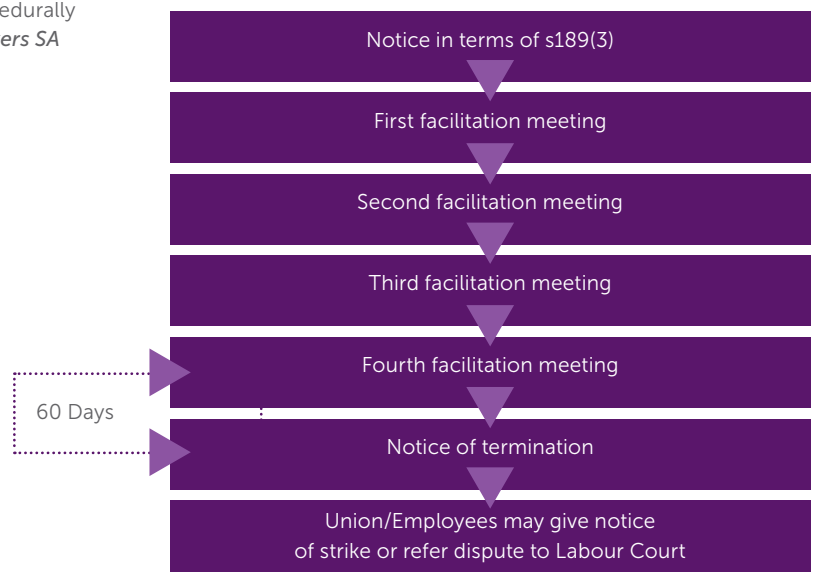 edurally
ers SA
Notice in terms of s189(3)
First facilitation meeting
Second facilitation meeting
Third facilitation meeting
Fourth facilitation meeting
60 Days
Notice of termination
Union/Employees may give notice
of strike or refer dispute to Labour Court